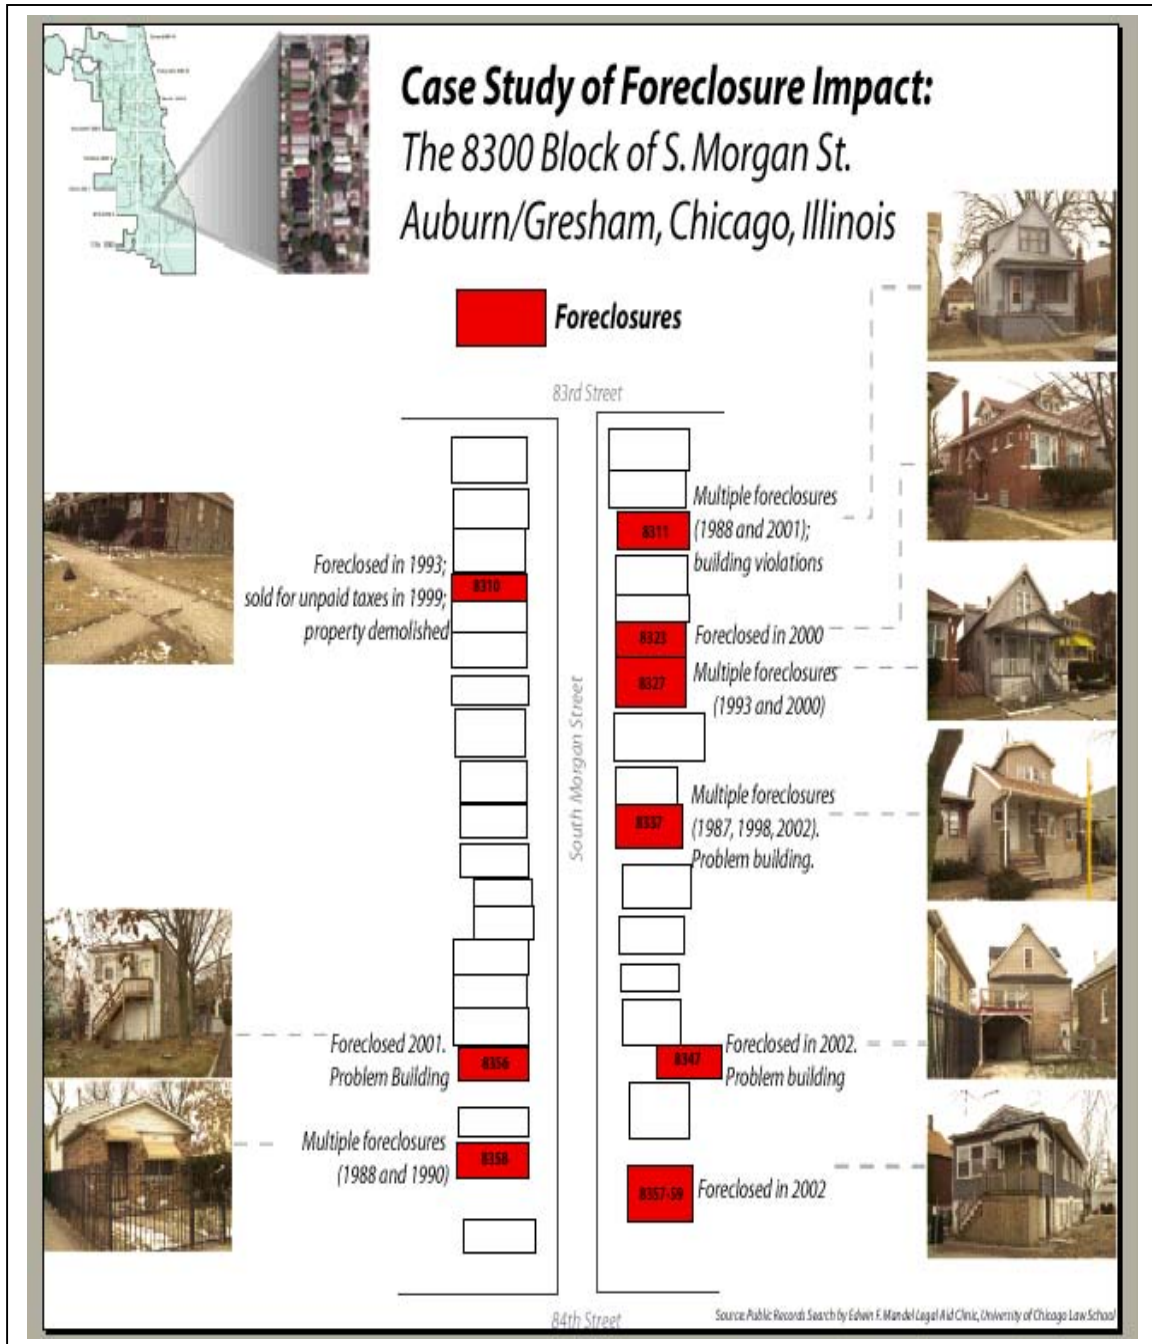 Case Study of Foreclosure Impact:
The 8300 Block of S. Morgan St.
Auburn/Gresham, Chicago, Illinois
Foreclosures
83rd Street
South Morgan Street
Foreclosed in 1993;
sold for unpaid taxes in 1999;
property demolished
8310
Foreclosed 2001.
Problem Building
8356
Multiple foreclosures
(1988 and 1990)
8358
8311
Multiple foreclosures
(1988 and 2001);
building violations
8323
Foreclosed in 2000
8327
Multiple foreclosures
(1993 and 2000)
8337
Multiple foreclosures
(1987, 1998, 2002).
Problem building.
8347
Foreclosed in 2002.
Problem building
8357-59
Foreclosed in 2002
84th Street
Source: Public Records Search by Edwin F. Mandel Legal Aid Clinic, University of Chicago Law School